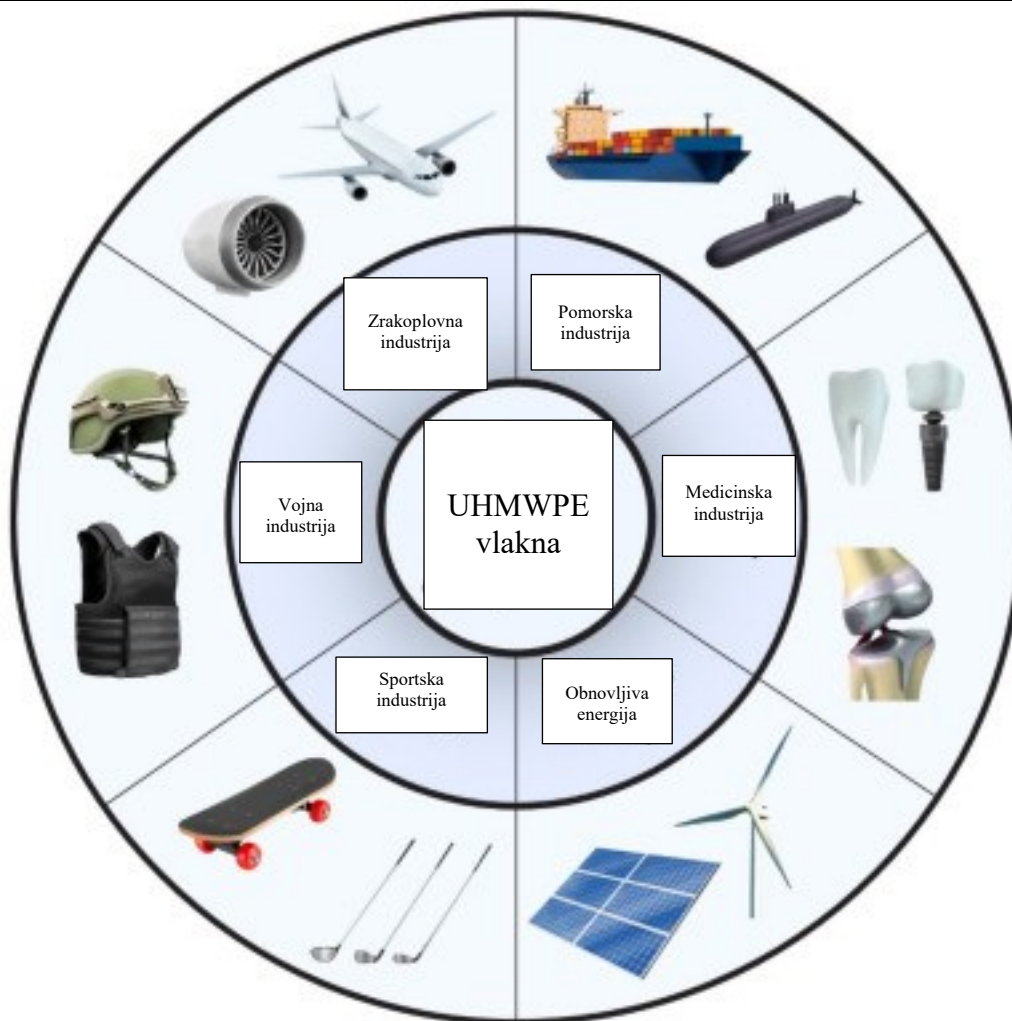 Zrakoplovna
industrija
Pomorska
industrija
Vojna
industrija
UHMWPE
vlakna
Medicinska
industrija
Sportska
industrija
Obnovljiva
energija